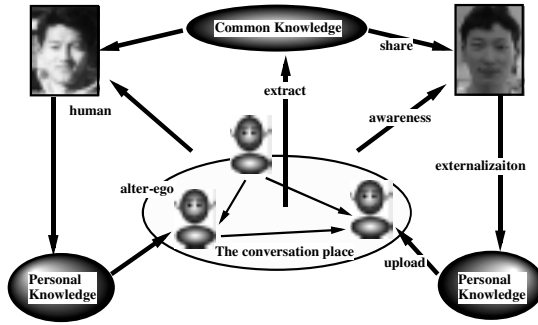 Common Knowledge
share
extract
human
awareness
externalizaiton
alter-ego
The conversation place
upload
Personal
Knowledge
Personal
Knowledge